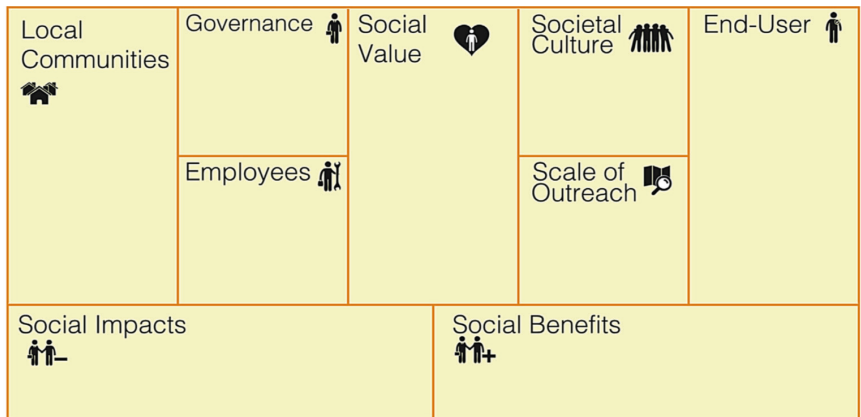 Local
Communities
Governance
Employees
Social
Value
Societal
Culture
Scale of
Outreach
End-User
Social Impacts
Social Benefits